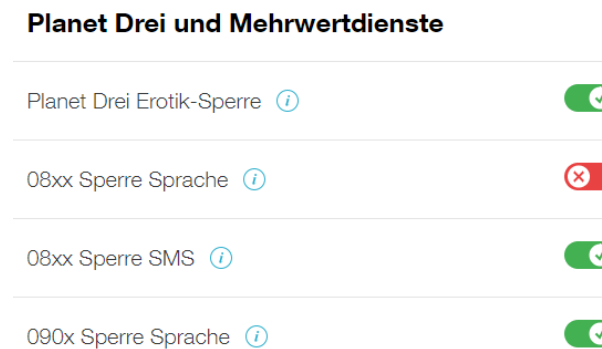 Planet Drei und Mehrwertdienste
Planet Drei Erotik-Sperre
08xx Sperre Sprache
08xx Sperre SMS
090x Sperre Sprache